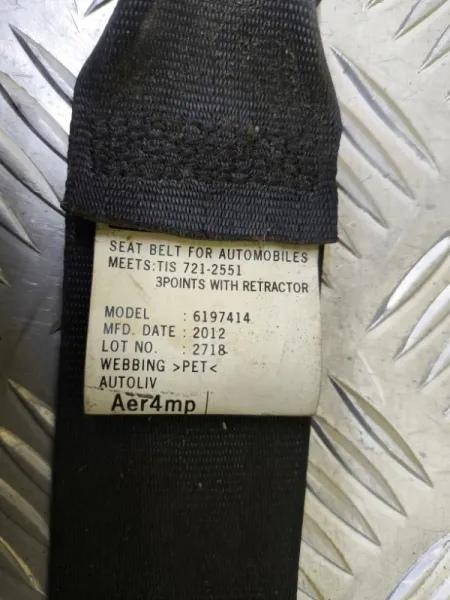 SEAT BELT FOR AUTOMOBILES
MEETS:TIS 721-2551
3POINTS WITH RETRACTOR
MODEL : 6197414
MFD. DATE : 2012
LOT NO. : 2718
WEBBING >PET<
AUTOLIV
Aer4mp